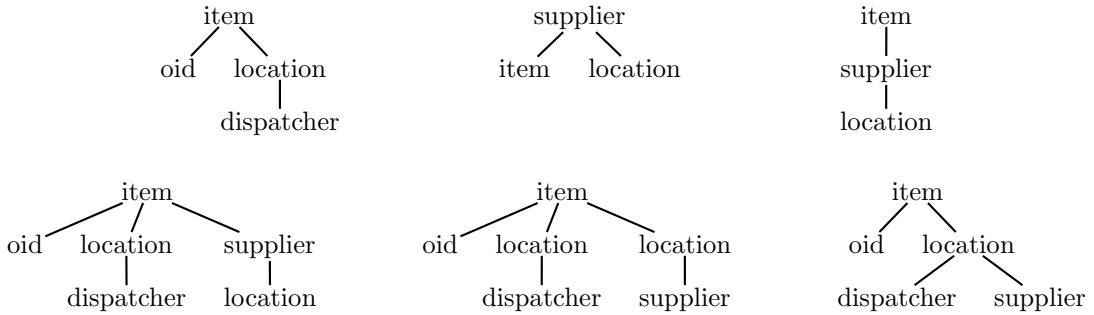 item supplier item
oid location item location supplier
dispatcher location
item item item
oid location supplier oid location location oid location
dispatcher location dispatcher supplier dispatcher supplier